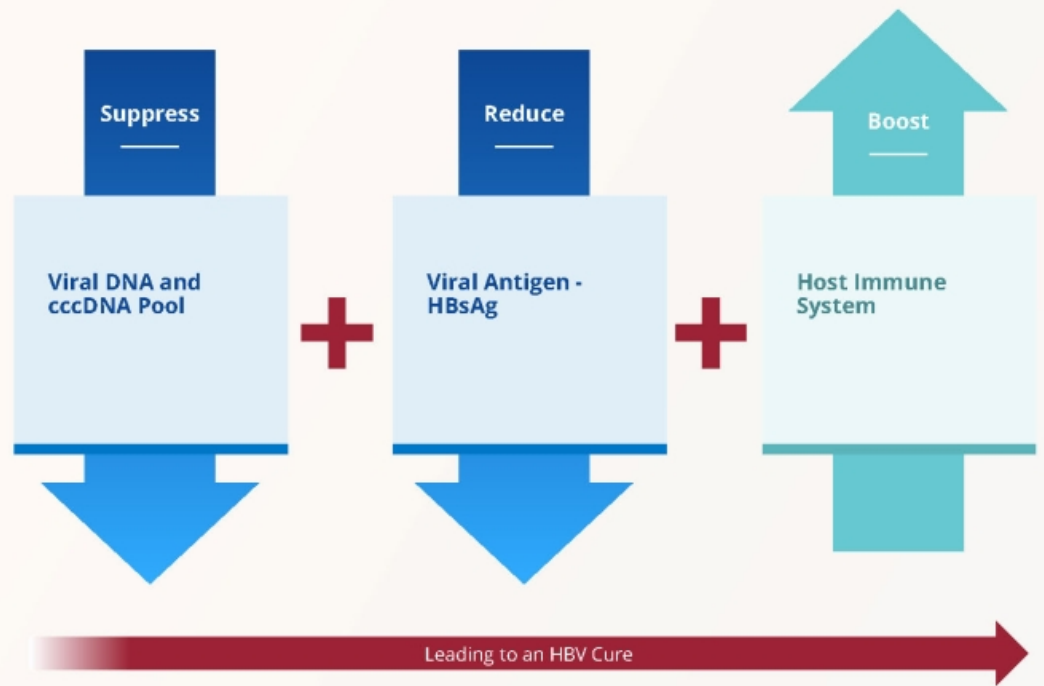 Suppress
Viral DNA and
cccDNA Pool
Reduce
Viral Antigen -
HBsAg
Boost
Host Immune
System
Leading to an HBV Cure